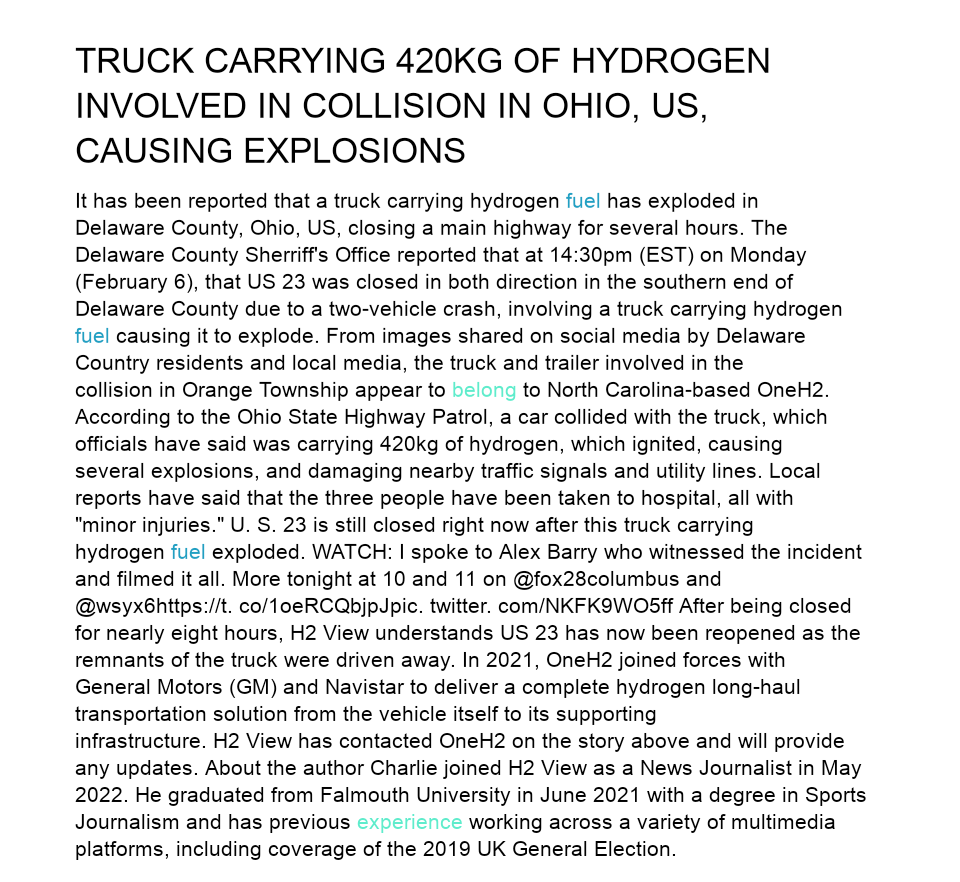 TRUCK CARRYING 420KG OF HYDROGEN
INVOLVED IN COLLISION IN OHIO, US,
CAUSING EXPLOSIONS
It has been reported that a truck carrying hydrogen fuel has exploded in
Delaware County, Ohio, US, closing a main highway for several hours. The
Delaware County Sherriff's Office reported that at 14:30pm (EST) on Monday
(February 6), that US 23 was closed in both direction in the southern end of
Delaware County due to a two-vehicle crash, involving a truck carrying hydrogen
fuel causing it to explode. From images shared on social media by Delaware
Country residents and local media, the truck and trailer involved in the
collision in Orange Township appear to belong to North Carolina-based OneH2.
According to the Ohio State Highway Patrol, a car collided with the truck, which
officials have said was carrying 420kg of hydrogen, which ignited, causing
several explosions, and damaging nearby traffic signals and utility lines. Local
reports have said that the three people have been taken to hospital, all with
"minor injuries." U. S. 23 is still closed right now after this truck carrying
hydrogen fuel exploded. WATCH: I spoke to Alex Barry who witnessed the incident
and filmed it all. More tonight at 10 and 11 on @fox28columbus and
@wsyx6https://t. co/1oeRCQbjpJpic. twitter. com/NKFK9WO5ff After being closed
for nearly eight hours, H2 View understands US 23 has now been reopened as the
remnants of the truck were driven away. In 2021, OneH2 joined forces with
General Motors (GM) and Navistar to deliver a complete hydrogen long-haul
transportation solution from the vehicle itself to its supporting
infrastructure. H2 View has contacted OneH2 on the story above and will provide
any updates. About the author Charlie joined H2 View as a News Journalist in May
2022. He graduated from Falmouth University in June 2021 with a degree in Sports
Journalism and has previous experience working across a variety of multimedia
platforms, including coverage of the 2019 UK General Election.